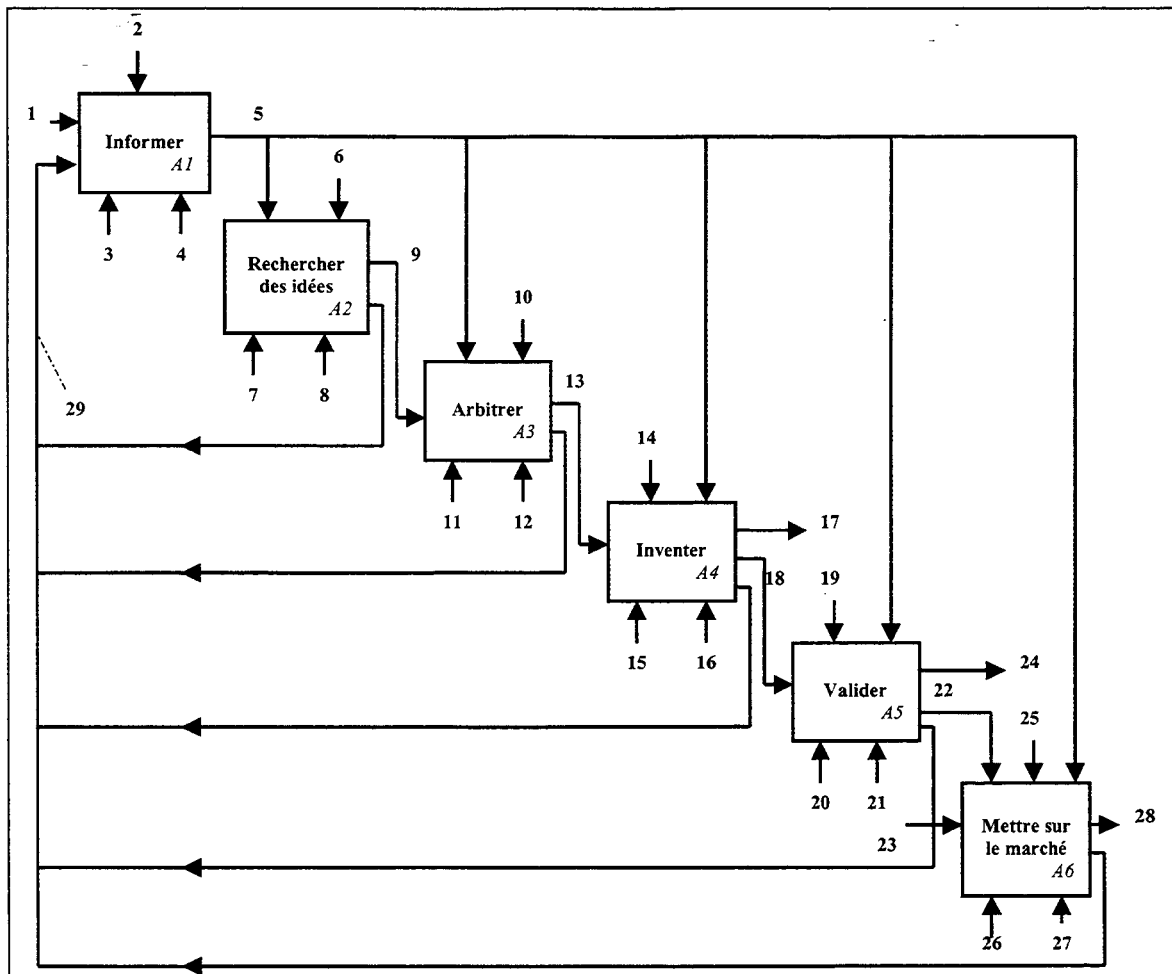 2
1
5
Informer
A1
6
3
4
9
Rechercher
des idées
A2
10
7
8
13
29
Arbitrer
A3
14
11
12
17
Inventer
A4
18
19
15
16
24
22
Valider
A5
25
20
21
28
23
Mettre sur
le marché
A6
26
27